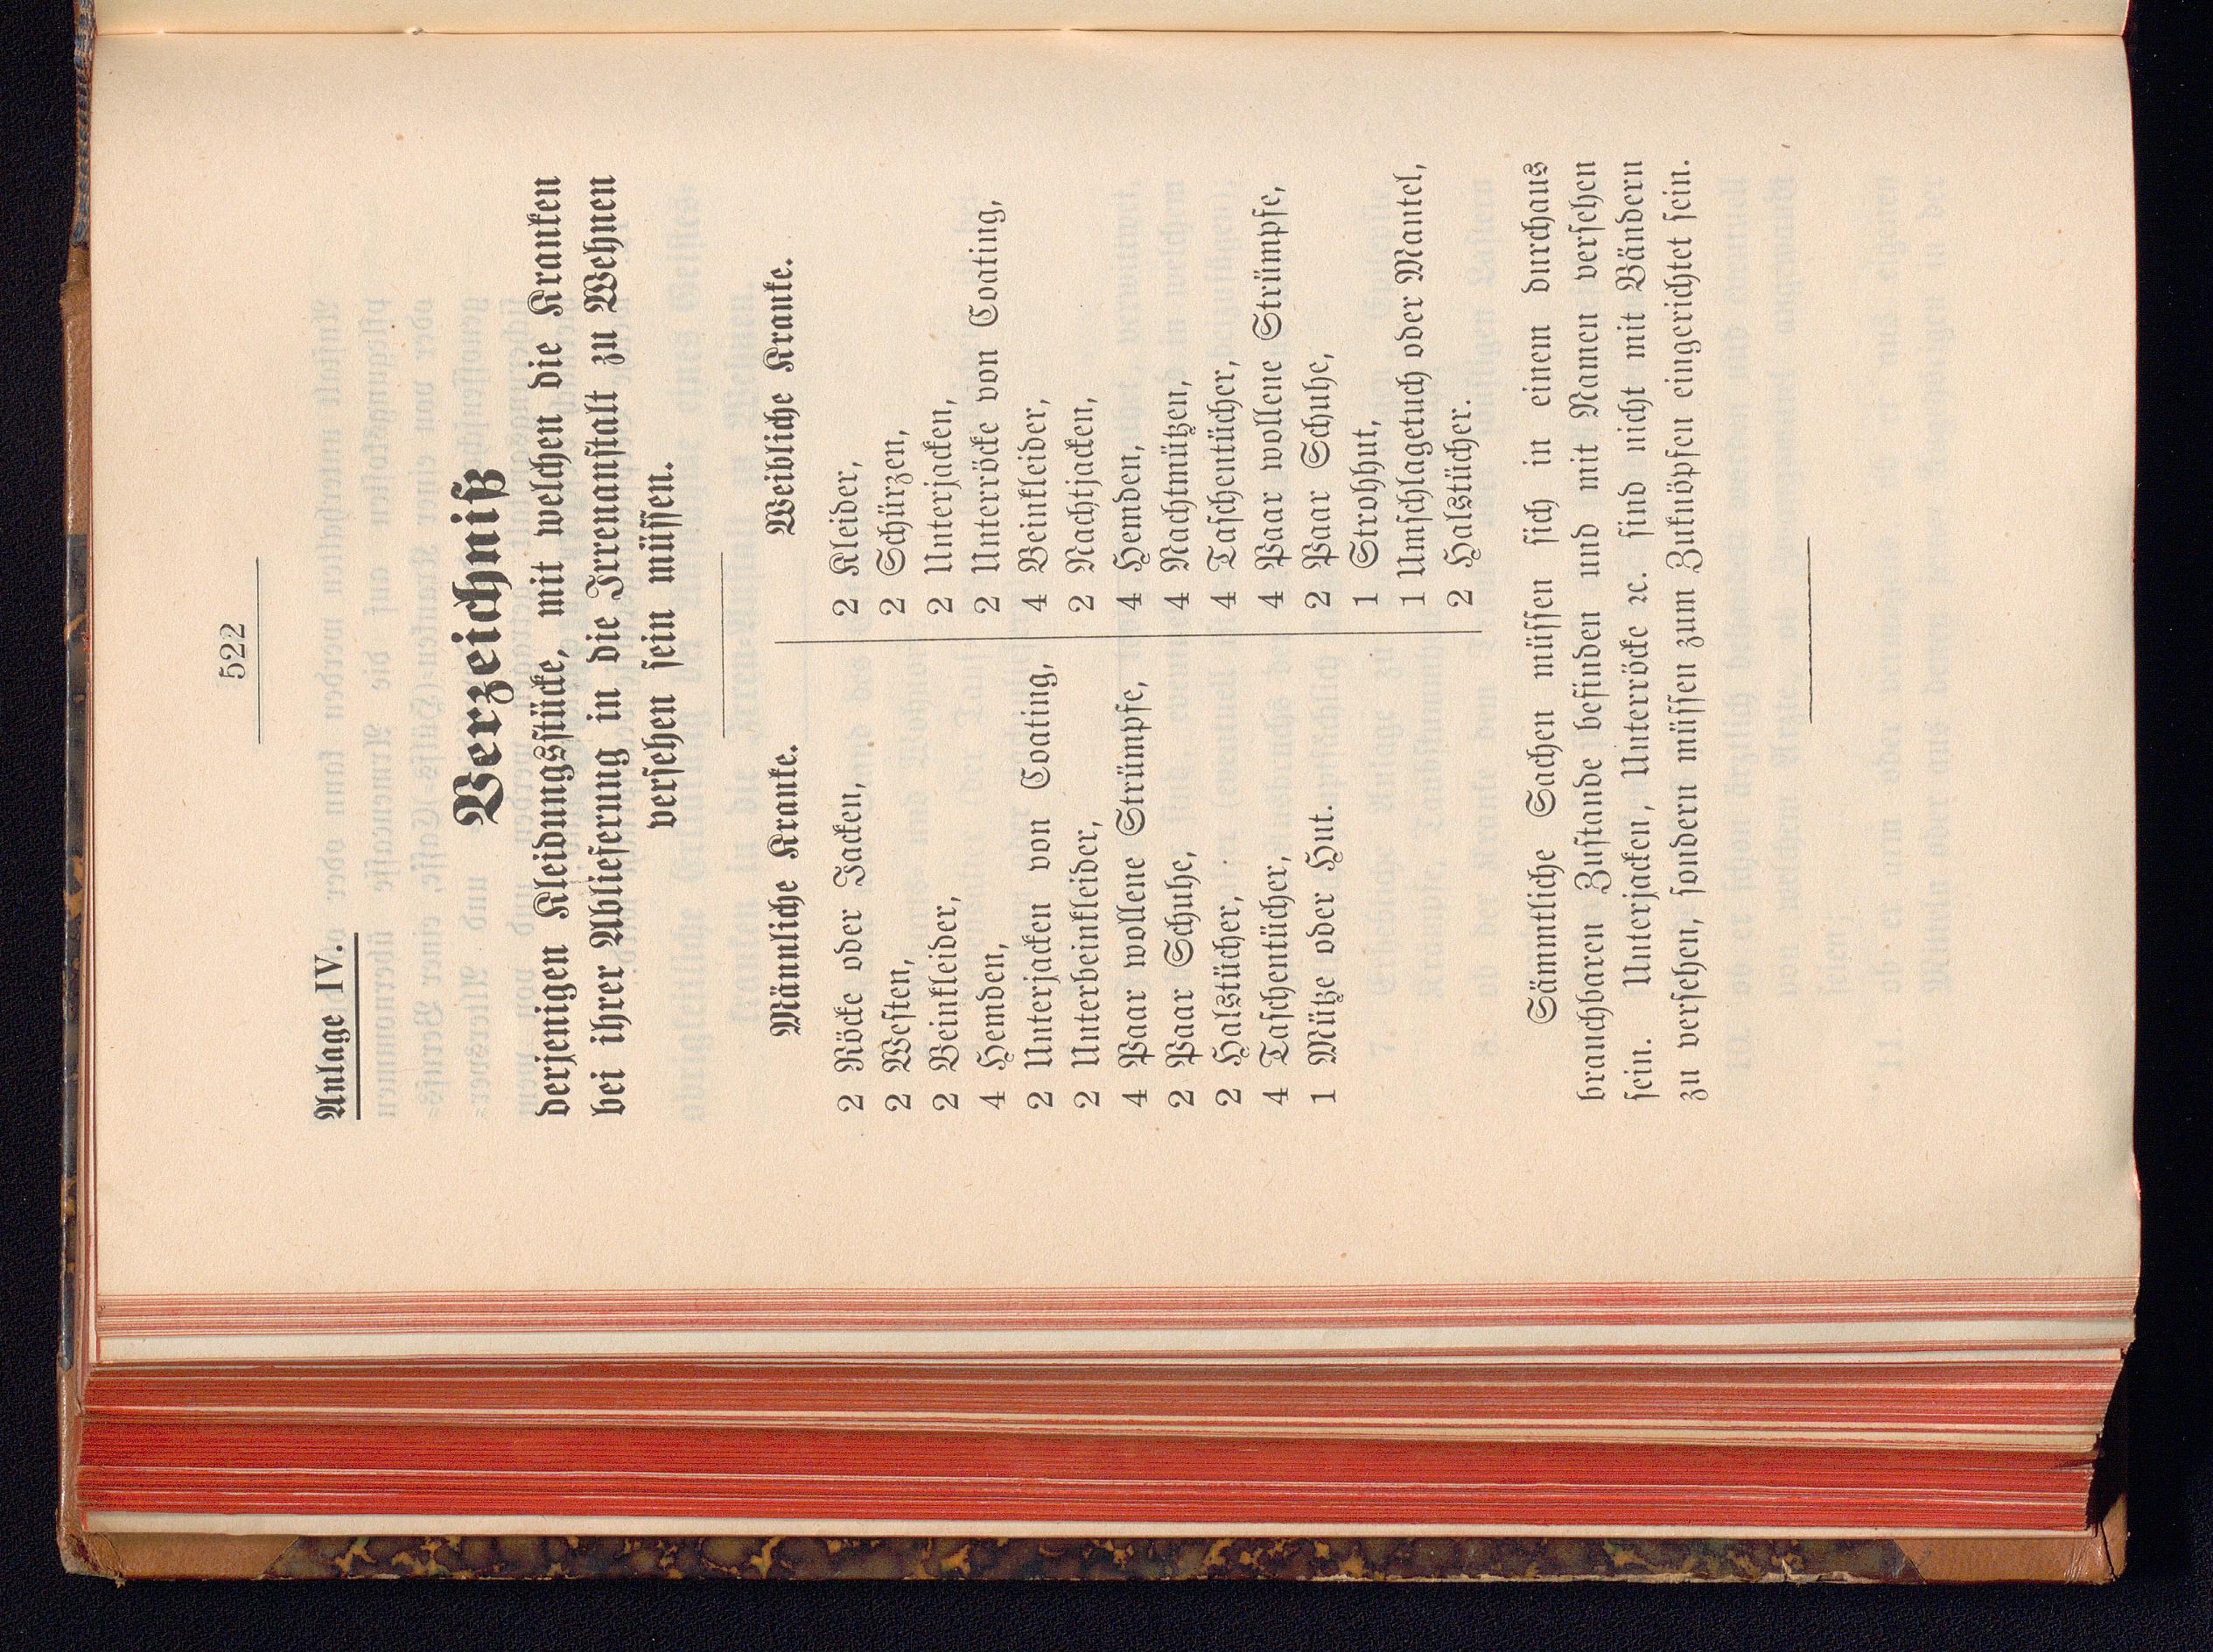 522
Anlage IV.
Verzeichniß
derjenigen Kleidungsstücke, mit welchen die Kranken
bei ihrer Ablieferung in die Irrenanstalt zu Wehnen
versehen sein müssen.
Männliche Kranke.
2 Röcke oder Jacken,
2 Westen,
2 Beinkleider,
4 Hemden,
2 Unterjacken von Coating,
2 Unterbeinkleider,
4 Paar wollene Strümpfe,
2 Paar Schuhe,
2 Halstücher,
4 Taschentücher,
1 Mütze oder Hut.
Weibliche Kranke.
2 Kleider,
2 Schürzen,
2 Unterjacken,
2 Unterröcke von Coating,
4 Beinkleider,
2 Nachtjacken,
4 Hemden,
4 Nachtmützen,
4 Taschentücher,
4 Paar wollene Strümpfe,
2 Paar Schuhe,
1 Strohhut,
1 Umschlagetuch oder Mantel,
2 Halstücher.
Sämmtliche Sachen müssen sich in einem durchaus
brauchbaren Zustande befinden und mit Namen versehen
sein. Unterjacken, Unterröcke ꝛc. sind nicht mit Bändern
zu versehen, sondern müssen zum Zuknöpfen eingerichtet sein.